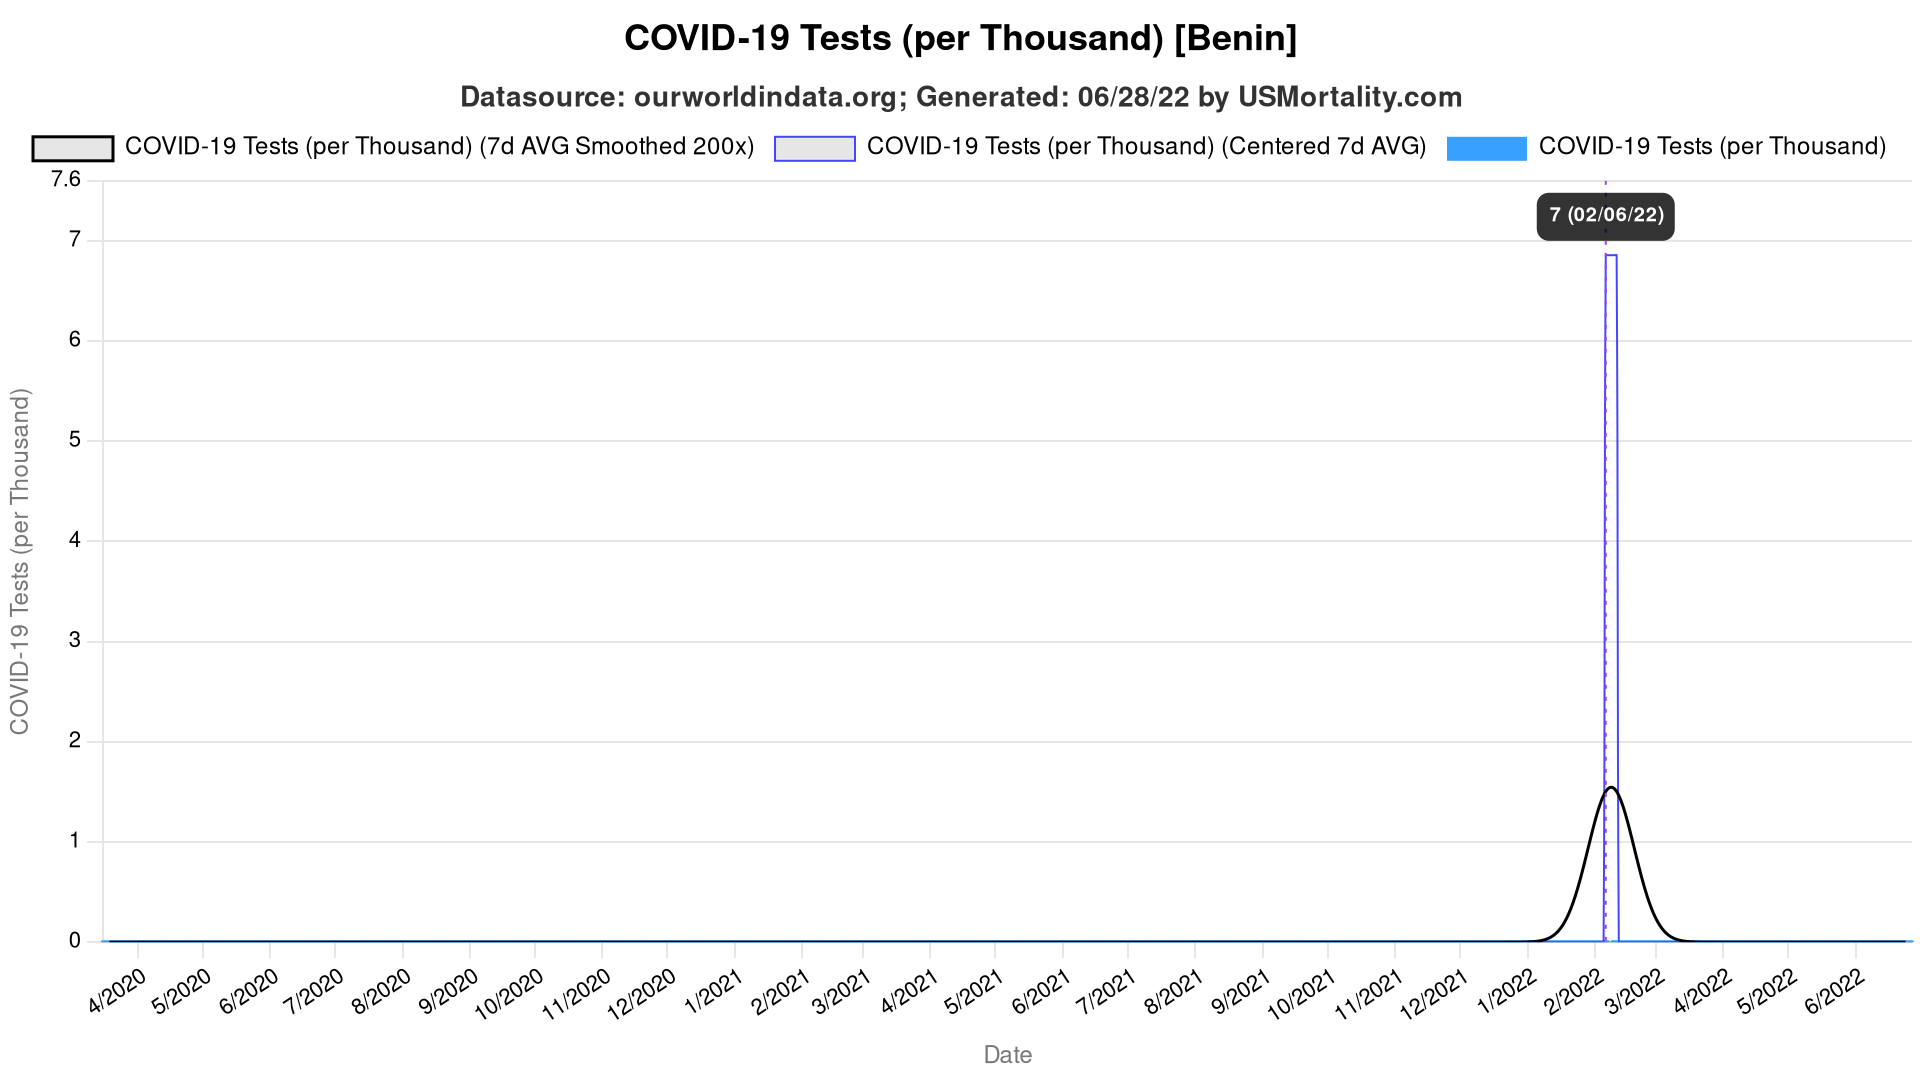 COVID-19 Tests (per Thousand) [Benin]
Datasource: ourworldindata.org; Generated: 06/28/22 by USMortality.com
COVID-19 Tests (per Thousand) (7d AVG Smoothed 200x) COVID-19 Tests (per Thousand) (Centered 7d AVG) COVID-19 Tests (per Thousand)
7.6
7 (02/06/22)
7
6
5
4
3
2
1
0
COVID-19 Tests (per Thousand)
4/2020 5/2020 6/2020 7/2020 8/2020 9/2020 10/2020 11/2020 12/2020 1/2021 2/2021 3/2021 4/2021 5/2021 6/2021 7/2021 8/2021 9/2021 10/2021 11/2021 12/2021 1/2022 2/2022 3/2022 4/2022 5/2022 6/2022
Date